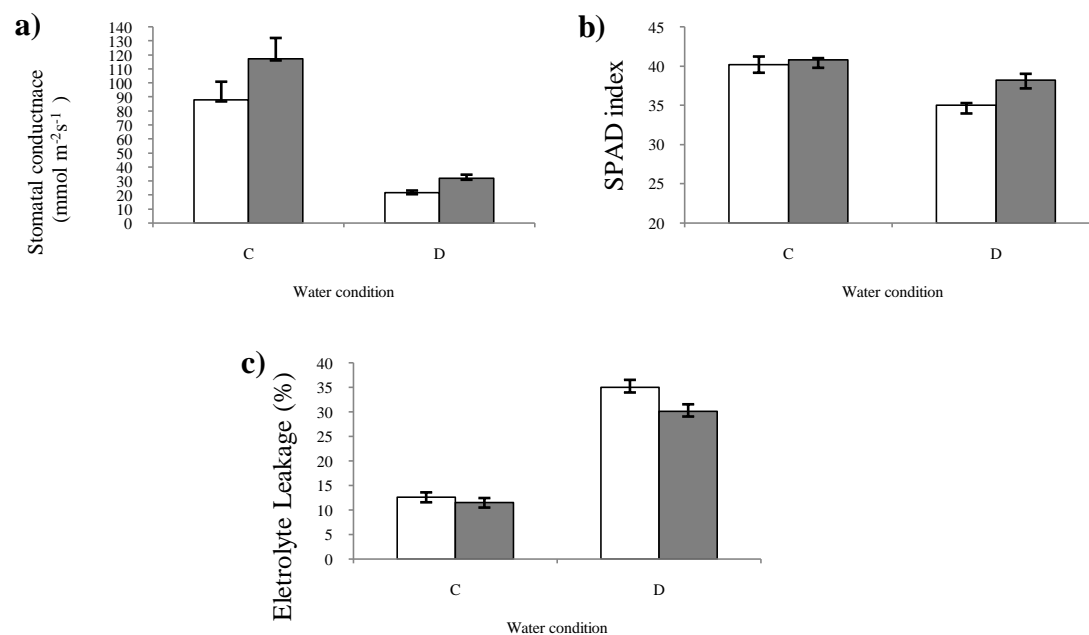 a)
Stomatal conductnace
(mmol m⁻²s⁻¹ )
140
130
120
110
100
90
80
70
60
50
40
30
20
10
0
C
D
Water condition
b)
SPAD index
45
40
35
30
25
20
C
D
Water condition
c)
Eletrolyte Leakage (%)
40
35
30
25
20
15
10
5
0
C
D
Water condition